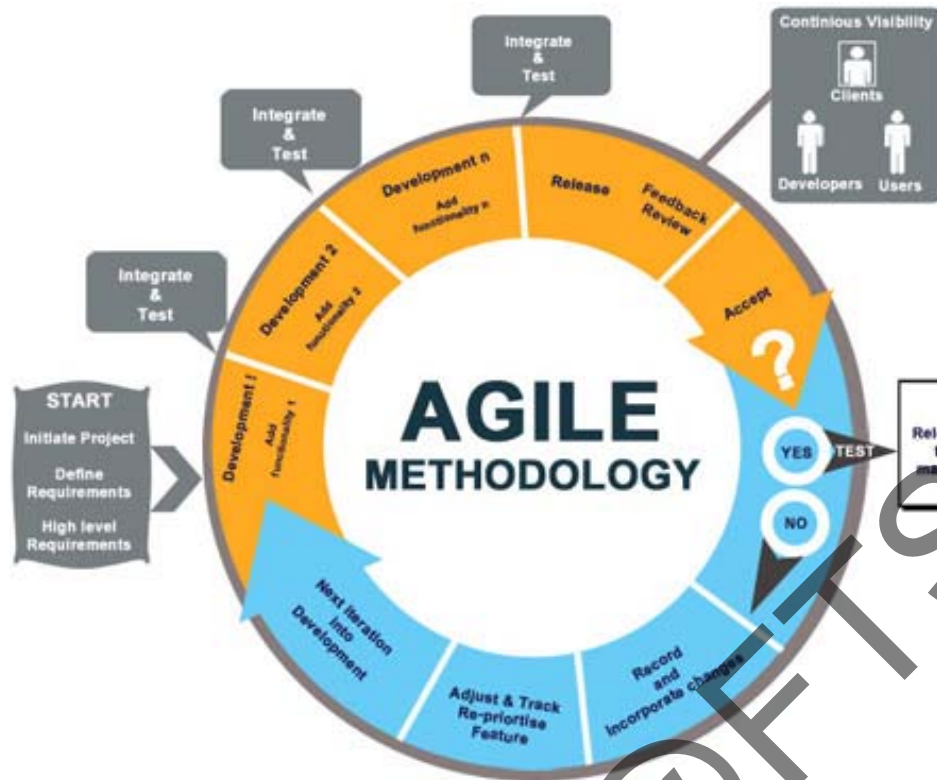 Continious Visibility
Clients
Developers Users
Integrate
&
Test
Integrate
&
Test
Integrate
&
Test
START
Initiate Project
Define
Requirements
High level
Requirements
Development 1
Add
functionality 1
Development 2
Add
functionality 2
Development n
Add
functionality n
Release
Feedback
Review
Accept
?
YES
TEST
NO
AGILE
METHODOLOGY
Record
and
Incorporate changes
Adjust & Track
Re-priortise
Feature
Next iteration
into
Development